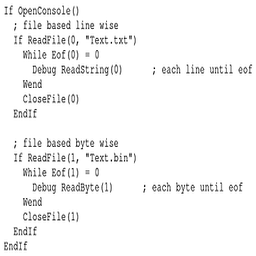 If OpenConsole()
  ; file based line wise
  If ReadFile(0, "Text.txt")
    While Eof(0) = 0
      Debug ReadString(0)      ; each line until eof
    Wend
    CloseFile(0)
  EndIf

  ; file based byte wise
  If ReadFile(1, "Text.bin")
    While Eof(1) = 0
      Debug ReadByte(1)      ; each byte until eof
    Wend
    CloseFile(1)
  EndIf
EndIf